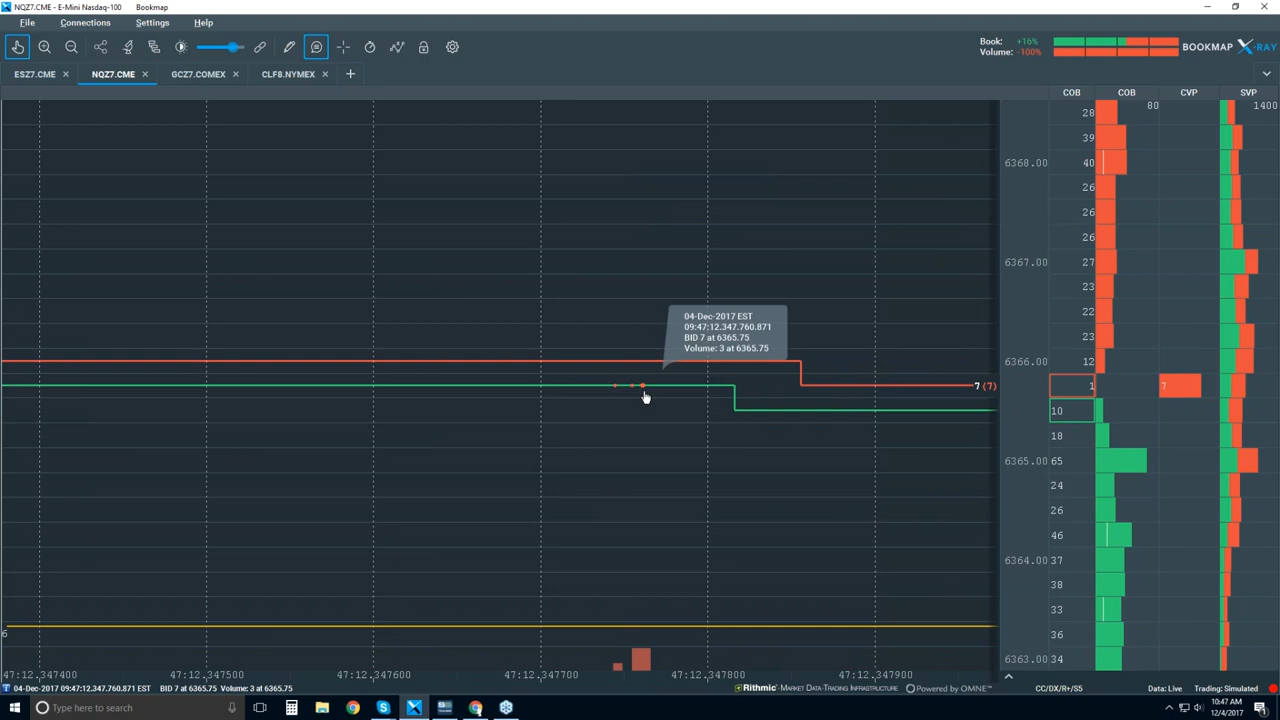 NQZ7.CME - E-Mini Nasdaq-100    Bookmap
File Connections Settings Help
Book: +16%
Volume: -100%
BOOKMAP X-RAY
ESZ7.CME NQZ7.CME GCZ7.COMEX CLF8.NYMEX
COB COB CVP SVP
80 1400
28
39
6368.00 40
26
26
26
6367.00 27
23
22
23
6366.00 12
7 (7) 1 7
10
18
6365.00 65
24
26
46
6364.00 37
38
33
36
6363.00 34
04-Dec-2017 EST
09:47:12.347.760.871
BID 7 at 6365.75
Volume: 3 at 6365.75
6
47:12.347400 47:12.347500 47:12.347600 47:12.347700 47:12.347800 47:12.347900
04-Dec-2017 09:47:12.347.760.871 EST BID 7 at 6365.75 Volume: 3 at 6365.75
Rithmic - MARKET DATA-TRADING INFRASTRUCTURE Powered by OMNE™
CC/DX/R+/S5 Data: Live Trading: Simulated
Type here to search
10:47 AM
12/4/2017
1